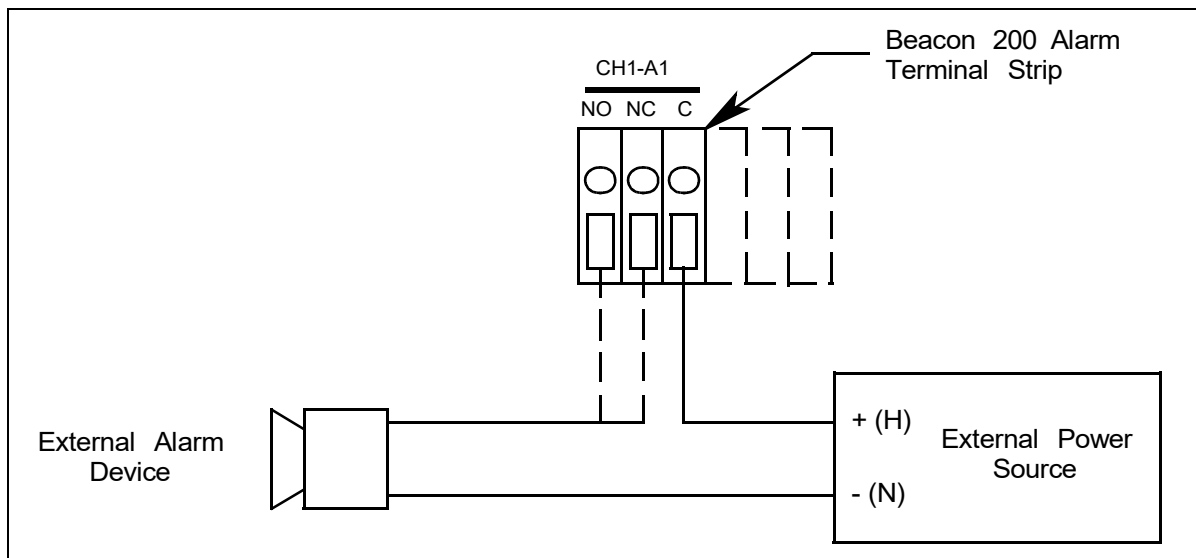 Beacon 200 Alarm
Terminal Strip
CH1-A1
NO NC C
External Alarm
Device
+ (H)
External Power
Source
- (N)